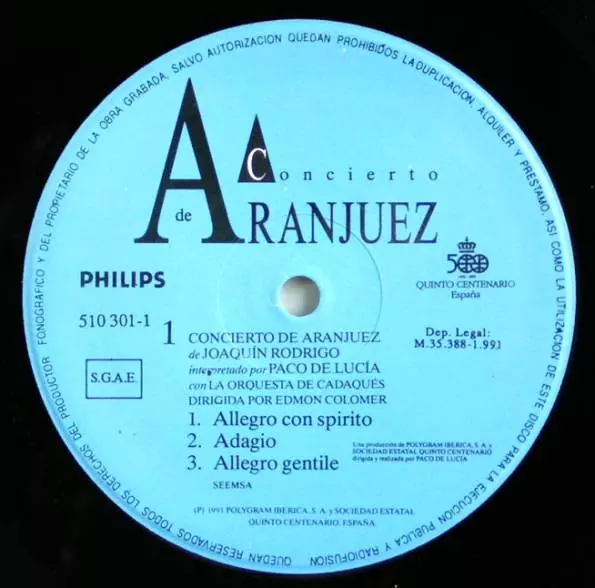 QUEDAN RESERVADOS TODOS LOS DERECHOS DEL PRODUCTOR FONOGRAFICO Y DEL PROPIETARIO DE LA OBRA GRABADA, SALVO AUTORIZACION QUEDAN PROHIBIDOS LA DUPLICACION, ALQUILER Y PRESTAMO, ASI COMO LA UTILIZACION DE ESTE DISCO PARA LA EJECUCION PUBLICA Y RADIOFUSION
Concierto
de ARANJUEZ
PHILIPS
500
QUINTO CENTENARIO
España
510 301-1
Dep. Legal:
M.35.388-1.991
S.G.A.E.
1 CONCIERTO DE ARANJUEZ
de JOAQUÍN RODRIGO
interpretado por PACO DE LUCÍA
con LA ORQUESTA DE CADAQUÉS
DIRIGIDA POR EDMON COLOMER
1. Allegro con spirito
2. Adagio
3. Allegro gentile
SEEMSA
Una producción de POLYGRAM IBERICA, S.A. y
SOCIEDAD ESTATAL QUINTO CENTENARIO
dirigida y realizada por PACO DE LUCÍA
(P) 1991 POLYGRAM IBERICA, S.A. y SOCIEDAD ESTATAL
QUINTO CENTENARIO. ESPAÑA